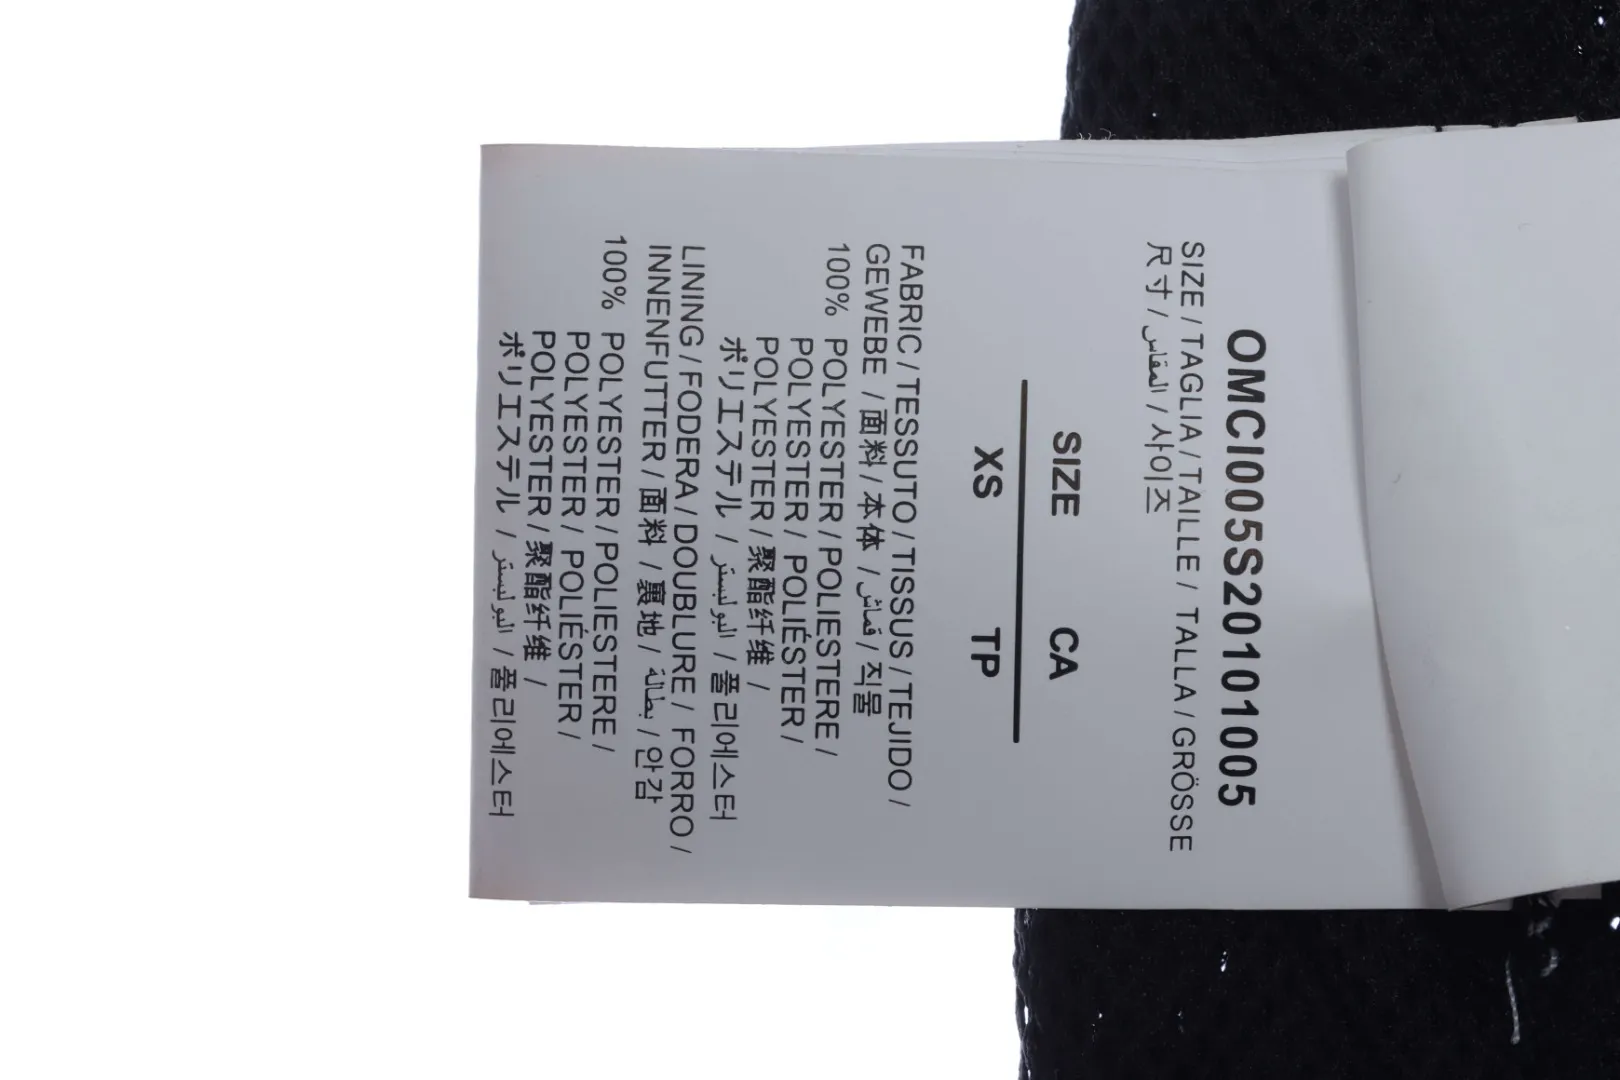 OMCI005S20101005
SIZE / TAGLIA / TAILLE / TALLA / GRÖSSE
尺寸 / المقاس / 사이즈
SIZE CA
XS TP
FABRIC / TESSUTO / TISSUS / TEJIDO /
GEWEBE / 面料 / 本体 / قماش / 직물
100% POLYESTER / POLIESTERE /
POLYESTER / POLIÉSTER /
POLYESTER / 聚酯纤维 /
ポリエステル / البوليستر / 폴리에스터
LINING / FODERA / DOUBLURE / FORRO /
INNENFUTTER / 面料 / 裏地 / بطالة / 안감
100% POLYESTER / POLIESTERE /
POLYESTER / POLIÉSTER /
POLYESTER / 聚酯纤维 /
ポリエステル / البوليستر / 폴리에스터